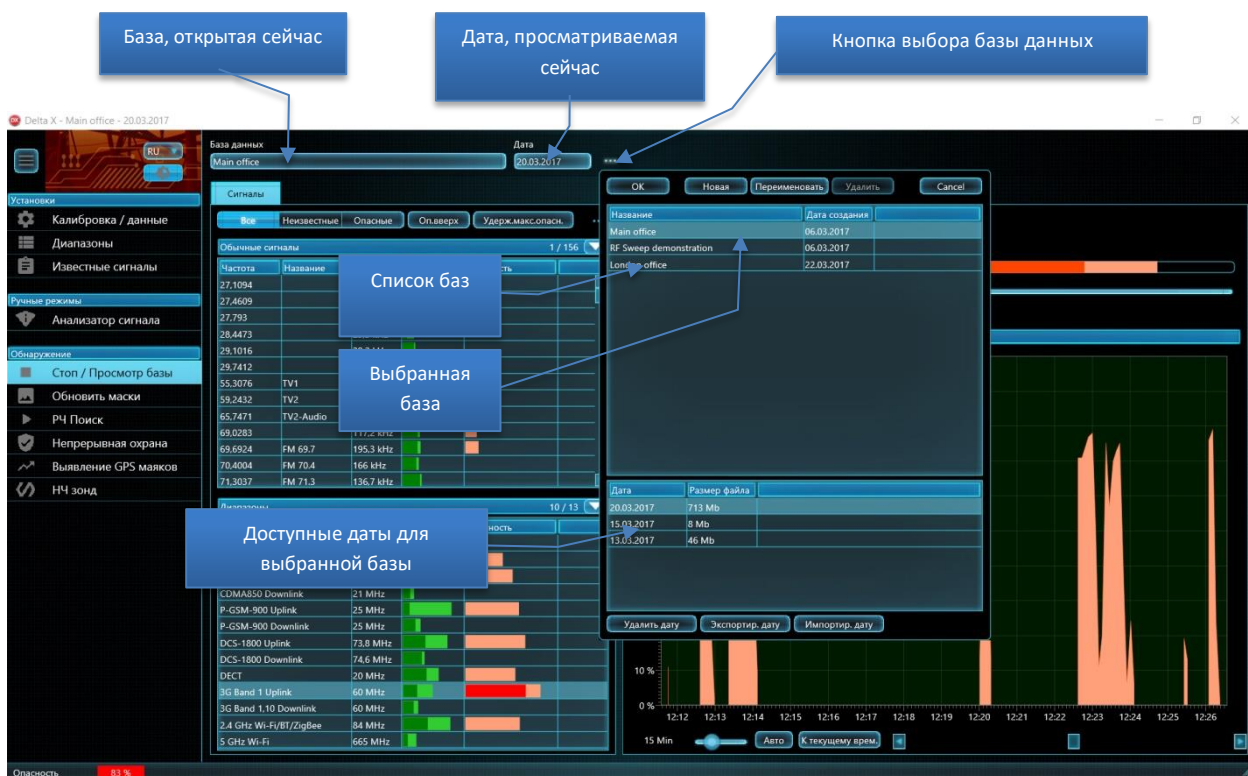 База, открытая сейчас
Дата, просматриваемая
сейчас
Кнопка выбора базы данных
Delta X - Main office - 20.03.2017
RU
База данных
Дата
Main office
20.03.2017
Установки
Калибровка / данные
Диапазоны
Известные сигналы
Ручные режимы
Анализатор сигнала
Обнаружение
Стоп / Просмотр базы
Обновить маски
РЧ Поиск
Непрерывная охрана
Выявление GPS маяков
НЧ зонд
Сигналы
Все
Неизвестные
Опасные
Оп.вверх
Удерж.макс.опасн.
Обычные сигналы
1 / 156
Частота
Название
27,1094
27,4609
27,793
28,4473
29,1016
29,7412
55,3076 TV1
59,2432 TV2
65,7471 TV2-Audio
69,0283 117,2 kHz
69,6924 FM 69.7 195,3 kHz
70,4004 FM 70.4 166 kHz
71,3037 FM 71.3 136,7 kHz
Диапазоны
10 / 13
CDMA850 Downlink 21 MHz
P-GSM-900 Uplink 25 MHz
P-GSM-900 Downlink 25 MHz
DCS-1800 Uplink 73,8 MHz
DCS-1800 Downlink 74,6 MHz
DECT 20 MHz
3G Band 1 Uplink 60 MHz
3G Band 1,10 Downlink 60 MHz
2.4 GHz Wi-Fi/BT/ZigBee 84 MHz
5 GHz Wi-Fi 665 MHz
Список баз
Выбранная
база
Доступные даты для
выбранной базы
OK
Новая
Переименовать
Удалить
Cancel
Название Дата создания
Main office 06.03.2017
RF Sweep demonstration 06.03.2017
London office 22.03.2017
Дата Размер файла
20.03.2017 713 Mb
15.03.2017 8 Mb
13.03.2017 46 Mb
Удалить дату
Экспортир. дату
Импортир. дату
10 %
0 %
12:12 12:13 12:14 12:15 12:16 12:17 12:18 12:19 12:20 12:21 12:22 12:23 12:24 12:25 12:26
15 Min
Авто
К текущему врем.
Опасность
83 %